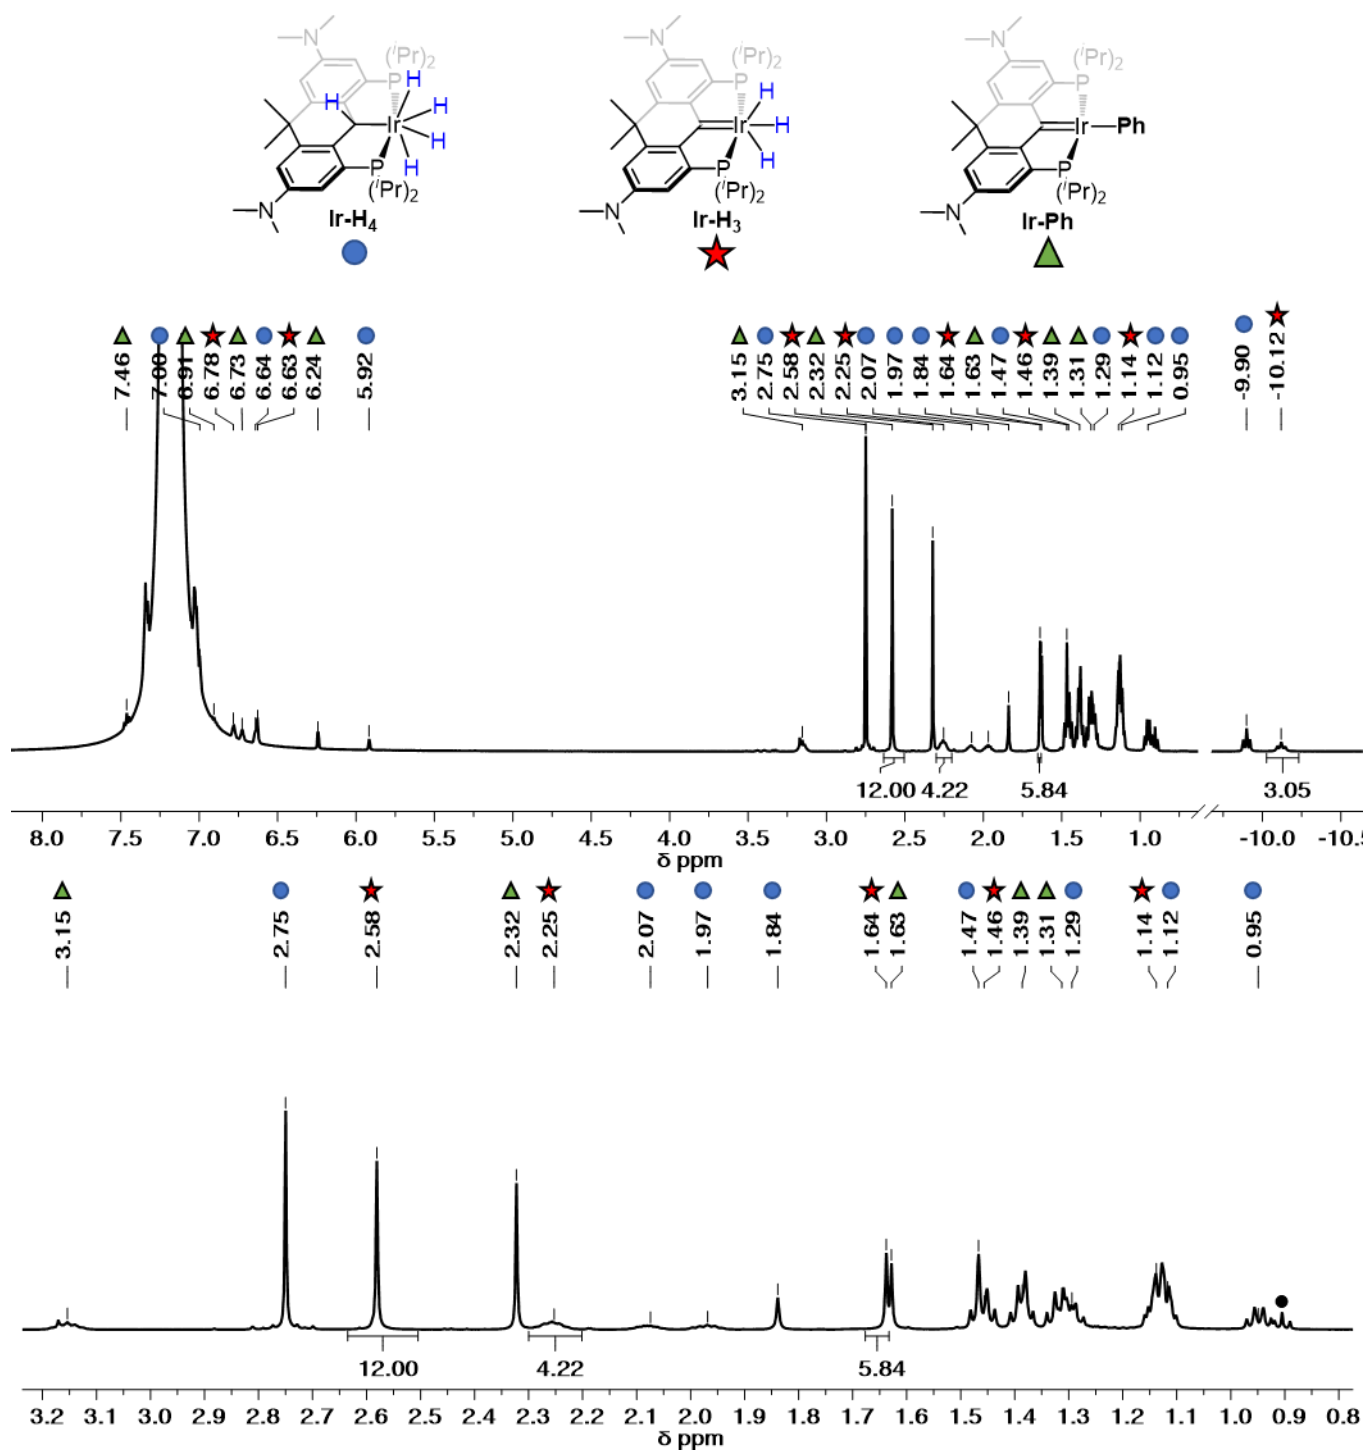 N N N
(ⁱPr)₂ (ⁱPr)₂ (ⁱPr)₂
P H P H P
H H
Ir Ir H Ir Ph
H
H H H
P P P
(ⁱPr)₂ (ⁱPr)₂ (ⁱPr)₂
N N N
Ir-H₄ Ir-H₃ Ir-Ph
7.46 7.00 6.91 6.78 6.73 6.64 6.63 6.24 5.92 3.15 2.75 2.58 2.32 2.25 2.07 1.97 1.84 1.64 1.63 1.47 1.46 1.39 1.31 1.29 1.14 1.12 0.95 -9.90 -10.12
12.00 4.22 5.84 3.05
8.0 7.5 7.0 6.5 6.0 5.5 5.0 4.5 4.0 3.5 3.0 2.5 2.0 1.5 1.0 -10.0 -10.5
δ ppm
3.15 2.75 2.58 2.32 2.25 2.07 1.97 1.84 1.64 1.63 1.47 1.46 1.39 1.31 1.29 1.14 1.12 0.95
12.00 4.22 5.84
3.2 3.1 3.0 2.9 2.8 2.7 2.6 2.5 2.4 2.3 2.2 2.1 2.0 1.9 1.8 1.7 1.6 1.5 1.4 1.3 1.2 1.1 1.0 0.9 0.8
δ ppm